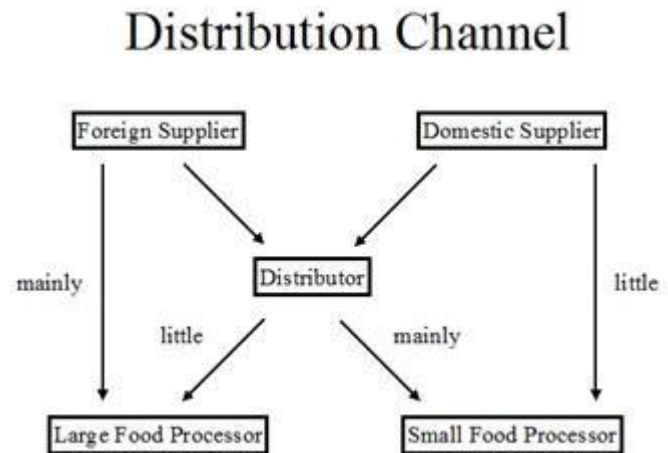 Distribution Channel
Foreign Supplier
Domestic Supplier
mainly
Distributor
little
little
mainly
Large Food Processor
Small Food Processor